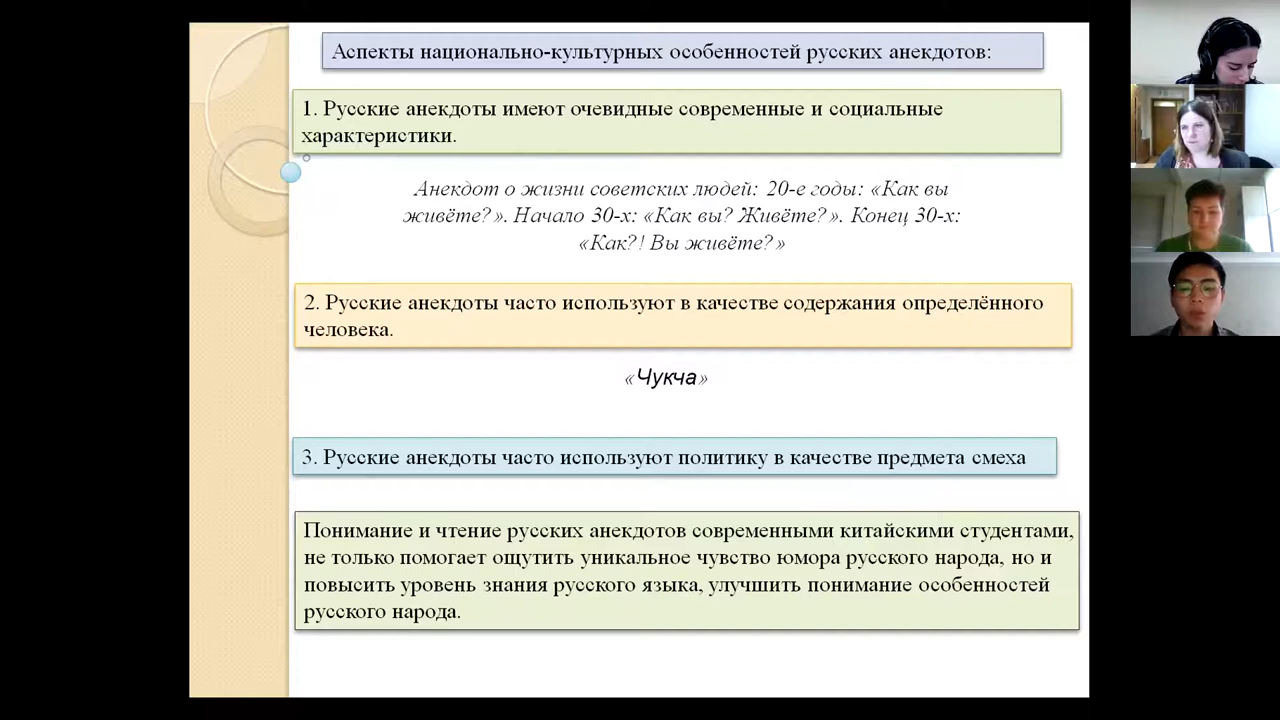 Аспекты национально-культурных особенностей русских анекдотов:
1. Русские анекдоты имеют очевидные современные и социальные
характеристики.
Анекдот о жизни советских людей: 20-е годы: «Как вы
живёте?». Начало 30-х: «Как вы? Живёте?». Конец 30-х:
«Как?! Вы живёте?»
2. Русские анекдоты часто используют в качестве содержания определённого
человека.
«Чукча»
3. Русские анекдоты часто используют политику в качестве предмета смеха
Понимание и чтение русских анекдотов современными китайскими студентами,
не только помогает ощутить уникальное чувство юмора русского народа, но и
повысить уровень знания русского языка, улучшить понимание особенностей
русского народа.